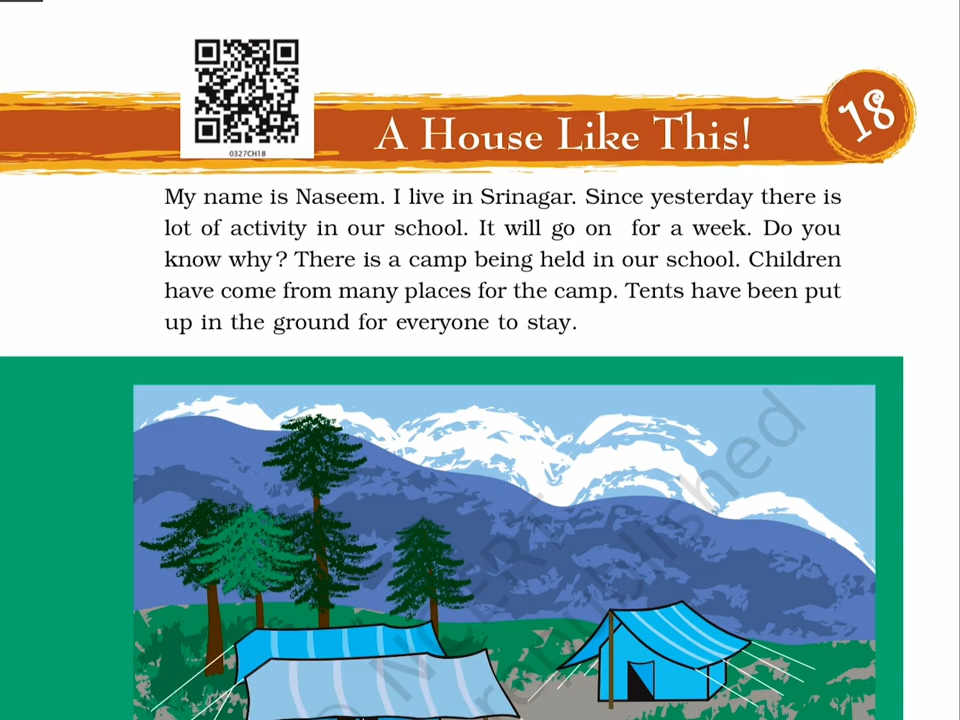 0327CH18
A House Like This!
18
My name is Naseem. I live in Srinagar. Since yesterday there is
lot of activity in our school. It will go on for a week. Do you
know why? There is a camp being held in our school. Children
have come from many places for the camp. Tents have been put
up in the ground for everyone to stay.